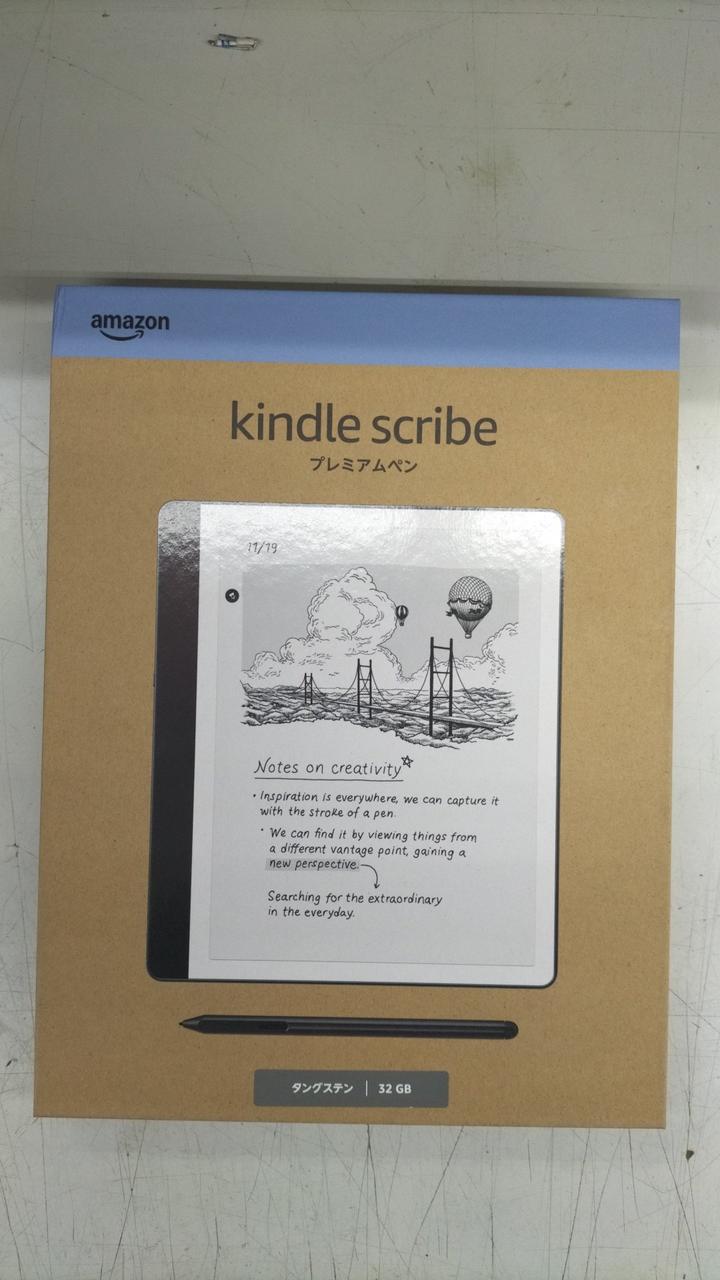 amazon
kindle scribe
プレミアムペン
11/19
Notes on creativity
• Inspiration is everywhere, we can capture it
with the stroke of a pen.
• We can find it by viewing things from
a different vantage point, gaining a
new perspective.
Searching for the extraordinary
in the everyday.
タングステン | 32 GB